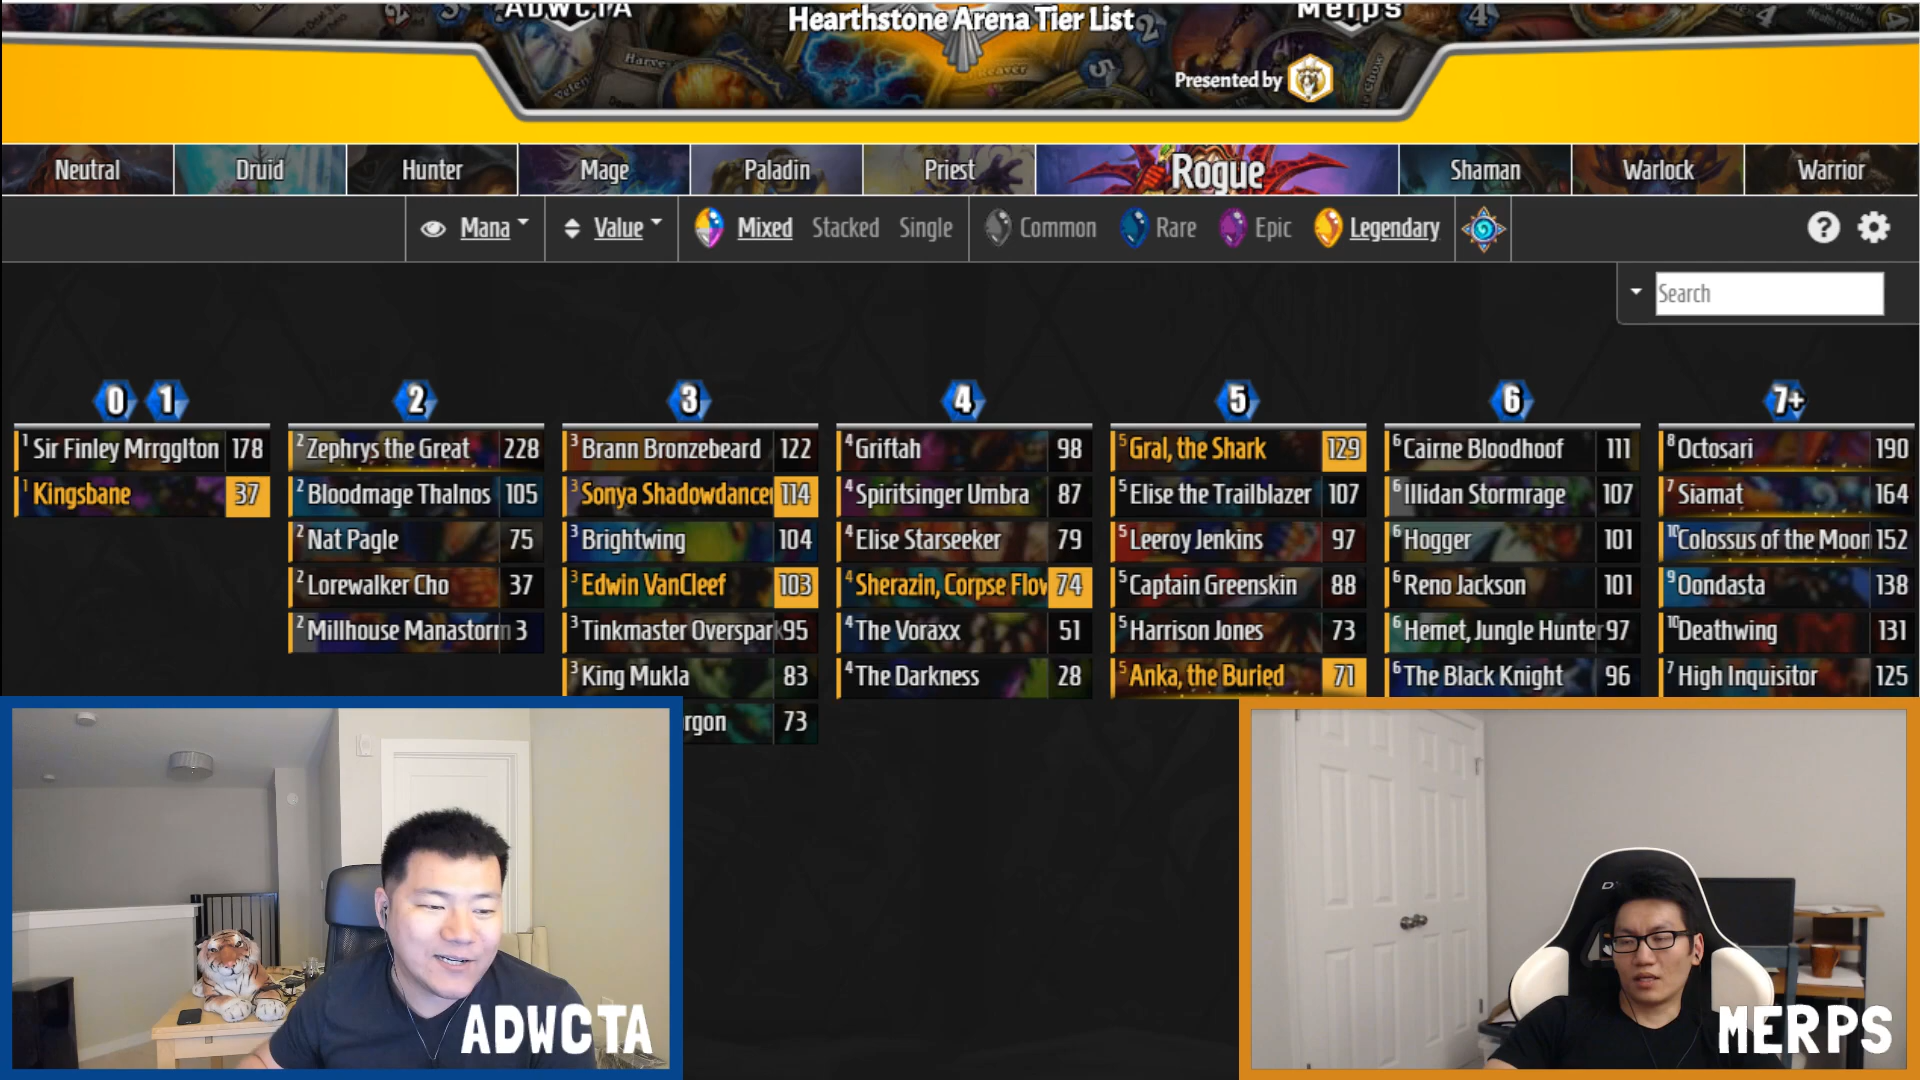 ADWCTA
Hearthstone Arena Tier List
Merps
Presented by
Neutral Druid Hunter Mage Paladin Priest Rogue Shaman Warlock Warrior
Mana Value Mixed Stacked Single Common Rare Epic Legendary ?
Search
0 1 2 3 4 5 6 7+
1 Sir Finley Mrrgglton 178
1 Kingsbane 37
2 Zephrys the Great 228
2 Bloodmage Thalnos 105
2 Nat Pagle 75
2 Lorewalker Cho 37
2 Millhouse Manastorm 3
3 Brann Bronzebeard 122
3 Sonya Shadowdancer 114
3 Brightwing 104
3 Edwin VanCleef 103
3 Tinkmaster Overspark 95
3 King Mukla 83
rgon 73
4 Griftah 98
4 Spiritsinger Umbra 87
4 Elise Starseeker 79
4 Sherazin, Corpse Flow 74
4 The Voraxx 51
4 The Darkness 28
5 Gral, the Shark 129
5 Elise the Trailblazer 107
5 Leeroy Jenkins 97
5 Captain Greenskin 88
5 Harrison Jones 73
5 Anka, the Buried 71
6 Cairne Bloodhoof 111
6 Illidan Stormrage 107
6 Hogger 101
6 Reno Jackson 101
6 Hemet, Jungle Hunter 97
6 The Black Knight 96
8 Octosari 190
7 Siamat 164
10 Colossus of the Moon 152
9 Oondasta 138
10 Deathwing 131
7 High Inquisitor 125
ADWCTA
MERPS